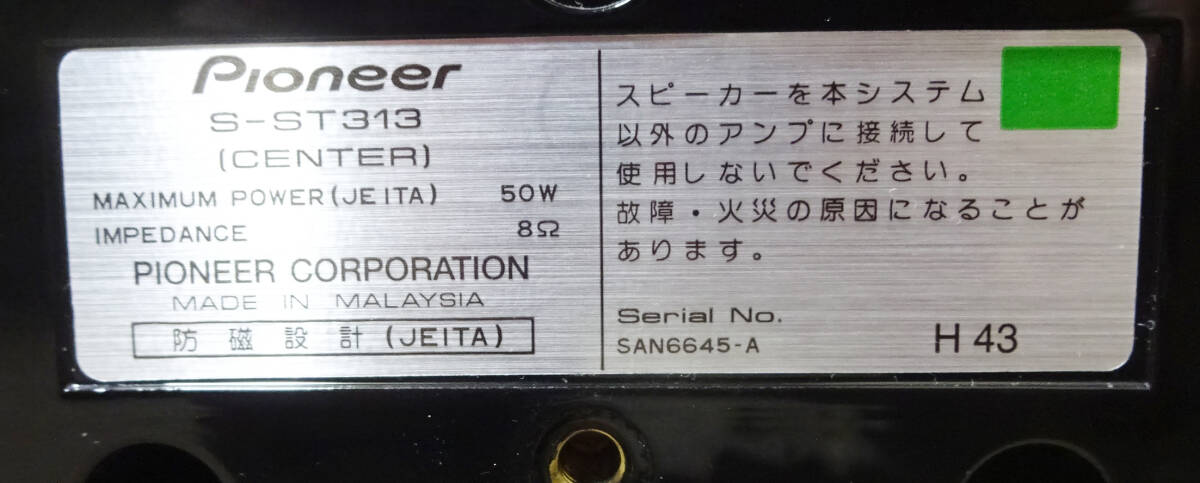 Pioneer
S-ST313
(CENTER)
MAXIMUM POWER (JEITA) 50W
IMPEDANCE 8Ω
PIONEER CORPORATION
MADE IN MALAYSIA
防磁設計 (JEITA)
スピーカーを本システム
以外のアンプに接続して
使用しないでください。
故障・火災の原因になることが
あります。
Serial No.
SAN6645-A H 43